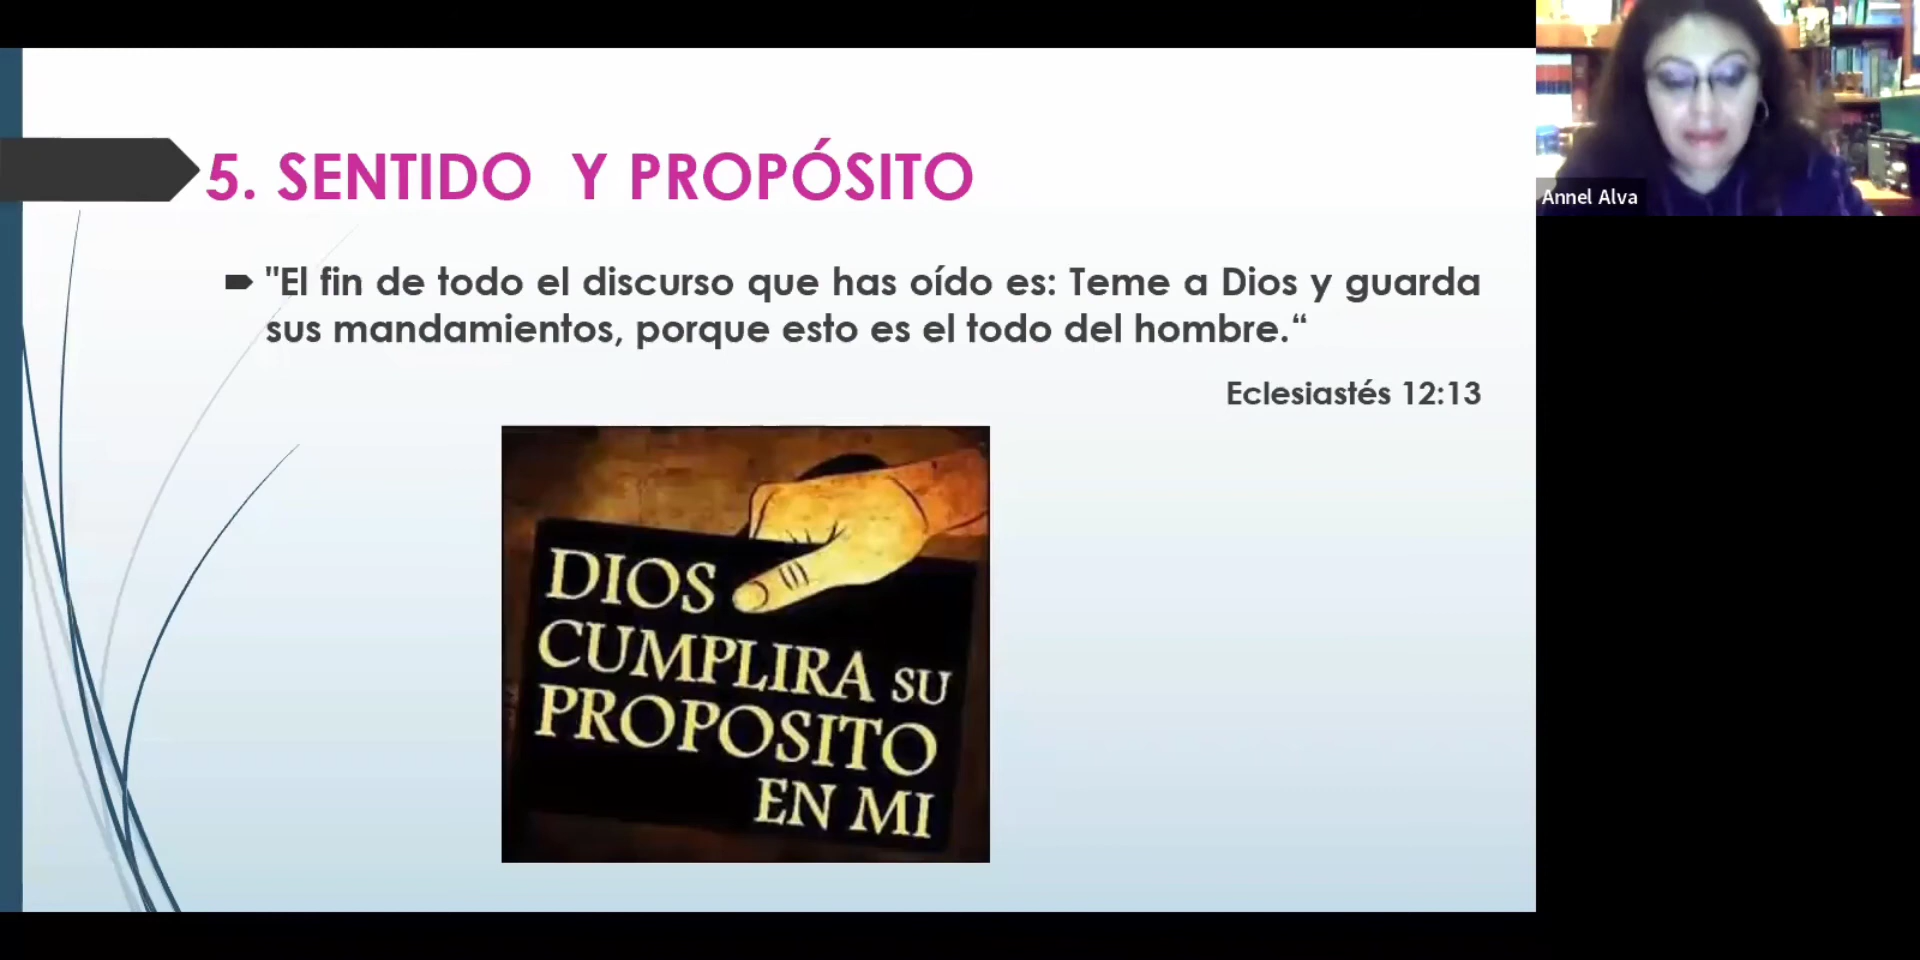 5. SENTIDO Y PROPÓSITO
"El fin de todo el discurso que has oído es: Teme a Dios y guarda
sus mandamientos, porque esto es el todo del hombre.“
Eclesiastés 12:13
DIOS
CUMPLIRA SU
PROPOSITO
EN MI
Annel Alva